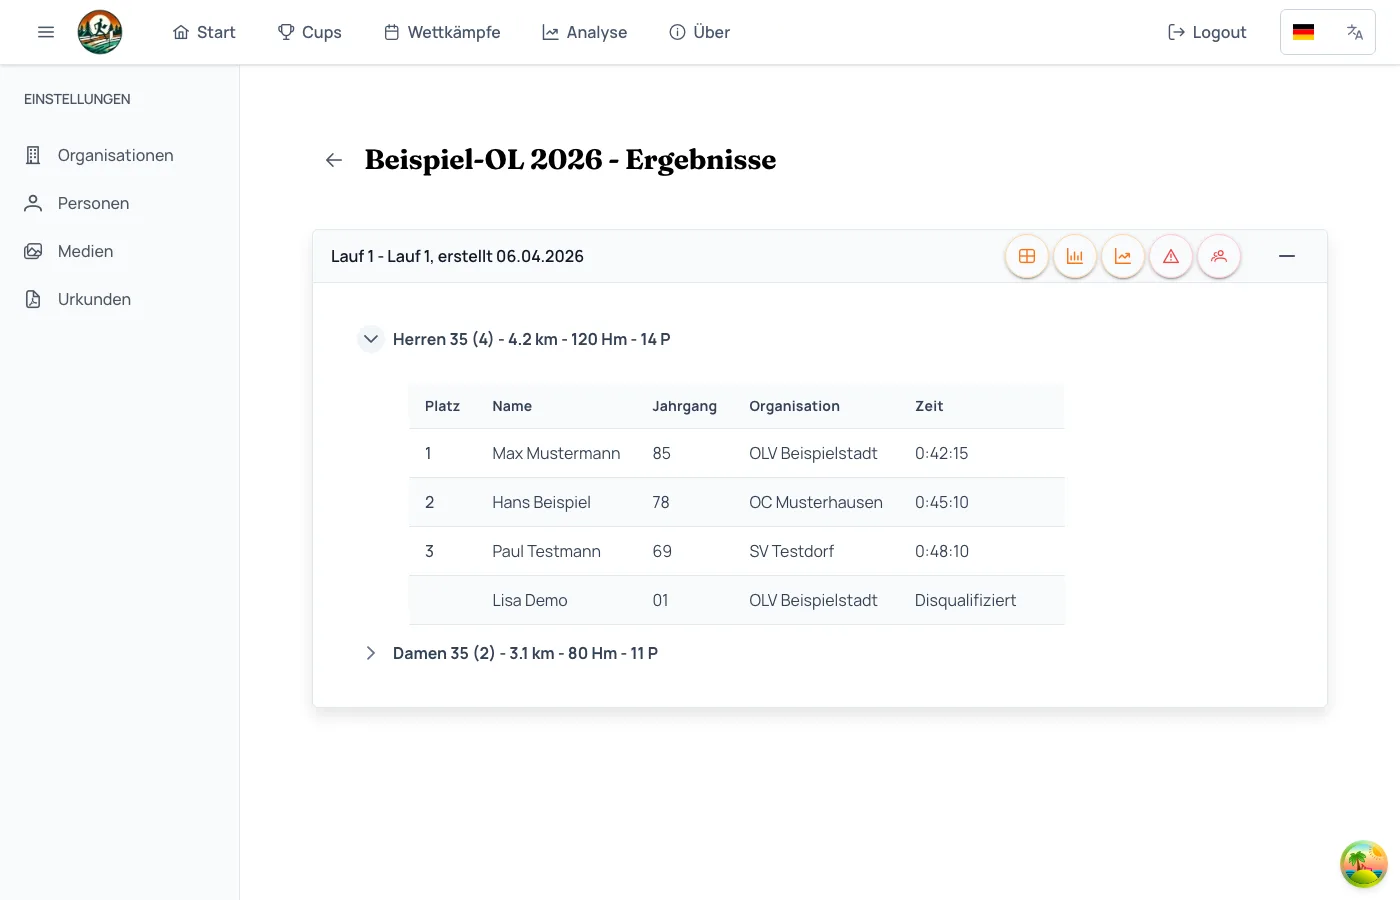 Start
Cups
Wettkämpfe
Analyse
Über
Logout
EINSTELLUNGEN
Organisationen
Personen
Medien
Urkunden
Beispiel-OL 2026 - Ergebnisse
Lauf 1 - Lauf 1, erstellt 06.04.2026
Herren 35 (4) - 4.2 km - 120 Hm - 14 P
Platz Name Jahrgang Organisation Zeit
1 Max Mustermann 85 OLV Beispielstadt 0:42:15
2 Hans Beispiel 78 OC Musterhausen 0:45:10
3 Paul Testmann 69 SV Testdorf 0:48:10
Lisa Demo 01 OLV Beispielstadt Disqualifiziert
Damen 35 (2) - 3.1 km - 80 Hm - 11 P